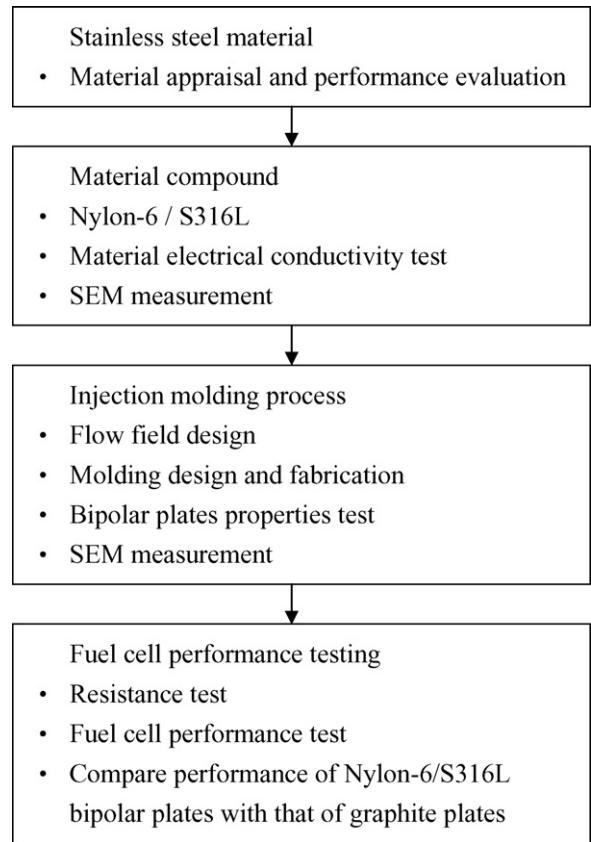 Stainless steel material
• Material appraisal and performance evaluation
Material compound
• Nylon-6 / S316L
• Material electrical conductivity test
• SEM measurement
Injection molding process
• Flow field design
• Molding design and fabrication
• Bipolar plates properties test
• SEM measurement
Fuel cell performance testing
• Resistance test
• Fuel cell performance test
• Compare performance of Nylon-6/S316L
bipolar plates with that of graphite plates